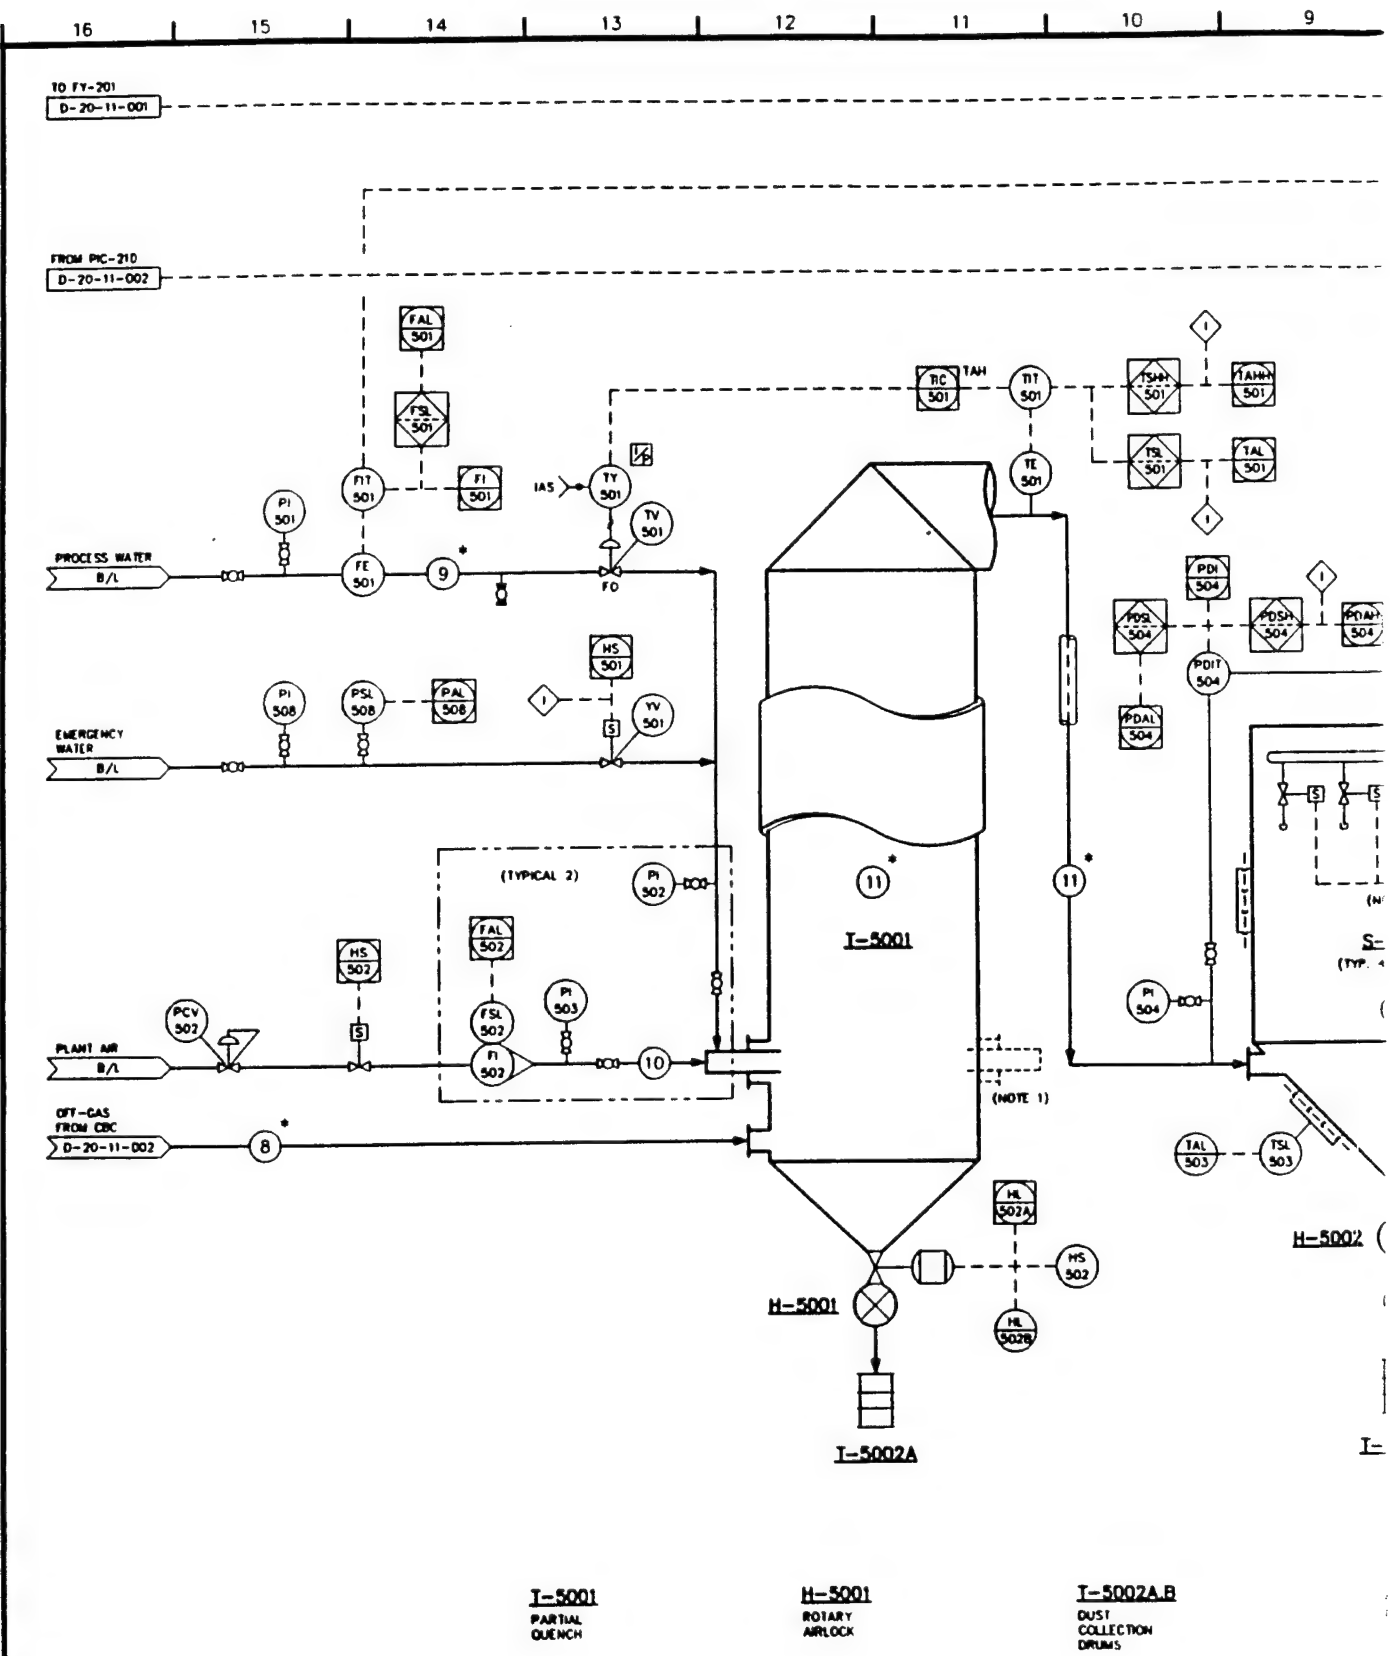 16 15 14 13 12 11 10 9
TO FY-201
D-20-11-001
FROM PIC-210
D-20-11-002
FAL
501
FSL
501
FIT
501
FI
501
PI
501
PROCESS WATER
B/L
FE
501
9
*
IAS
TY
501
I/P
TV
501
FO
TIC
501
TAH
TIT
501
TE
501
TSHH
501
TAHH
501
I
TSL
501
TAL
501
I
PDI
504
PDSL
504
PDSH
504
I
PDAH
504
PDIT
504
PDAL
504
HS
501
I
S
YV
501
PI
508
PSL
508
PAL
508
EMERGENCY
WATER
B/L
S
S
(TYPICAL 2)
PI
502
FAL
502
FSL
502
FI
502
PI
503
10
HS
502
S
PCV
502
PLANT AIR
B/L
OFF-GAS
FROM CBC
D-20-11-002
8
*
11
*
T-5001
11
*
(NOTE 1)
PI
504
S-
(TYP.
TAL
503
TSL
503
H-5002
HL
502A
HS
502
HL
502B
H-5001
T-5002A
T-
T-5001
PARTIAL
QUENCH
H-5001
ROTARY
AIRLOCK
T-5002A,B
DUST
COLLECTION
DRUMS